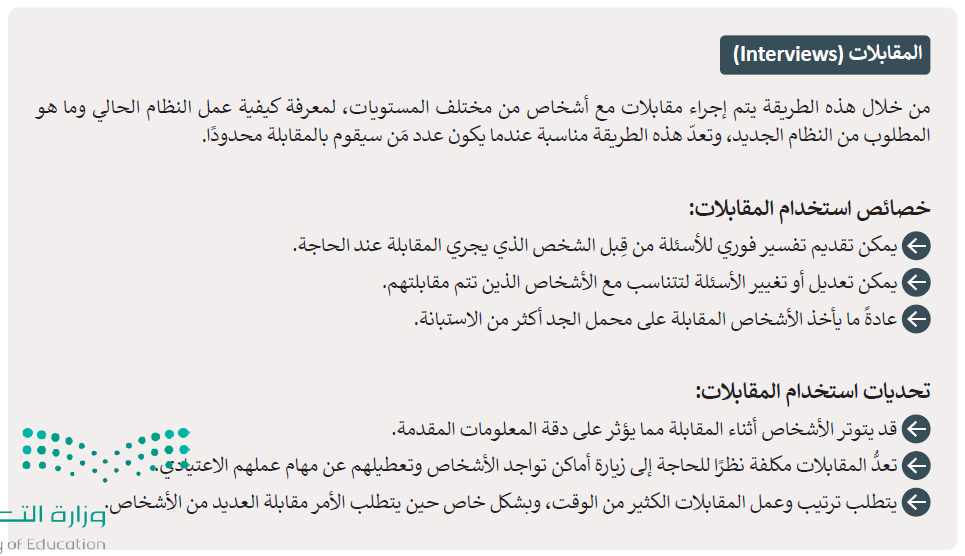 المقابلات (Interviews)
من خلال هذه الطريقة يتم إجراء مقابلات مع أشخاص من مختلف المستويات، لمعرفة كيفية عمل النظام الحالي وما هو
المطلوب من النظام الجديد، وتعدّ هذه الطريقة مناسبة عندما يكون عدد مَن سيقوم بالمقابلة محدودًا.
خصائص استخدام المقابلات:
يمكن تقديم تفسير فوري للأسئلة من قِبل الشخص الذي يجري المقابلة عند الحاجة.
يمكن تعديل أو تغيير الأسئلة لتتناسب مع الأشخاص الذين تتم مقابلتهم.
عادةً ما يأخذ الأشخاص المقابلة على محمل الجد أكثر من الاستبانة.
تحديات استخدام المقابلات:
قد يتوتر الأشخاص أثناء المقابلة مما يؤثر على دقة المعلومات المقدمة.
تعدُّ المقابلات مكلفة نظرًا للحاجة إلى زيارة أماكن تواجد الأشخاص وتعطيلهم عن مهام عملهم الاعتيادي.
يتطلب ترتيب وعمل المقابلات الكثير من الوقت، وبشكل خاص حين يتطلب الأمر مقابلة العديد من الأشخاص.
وزارة
of Education